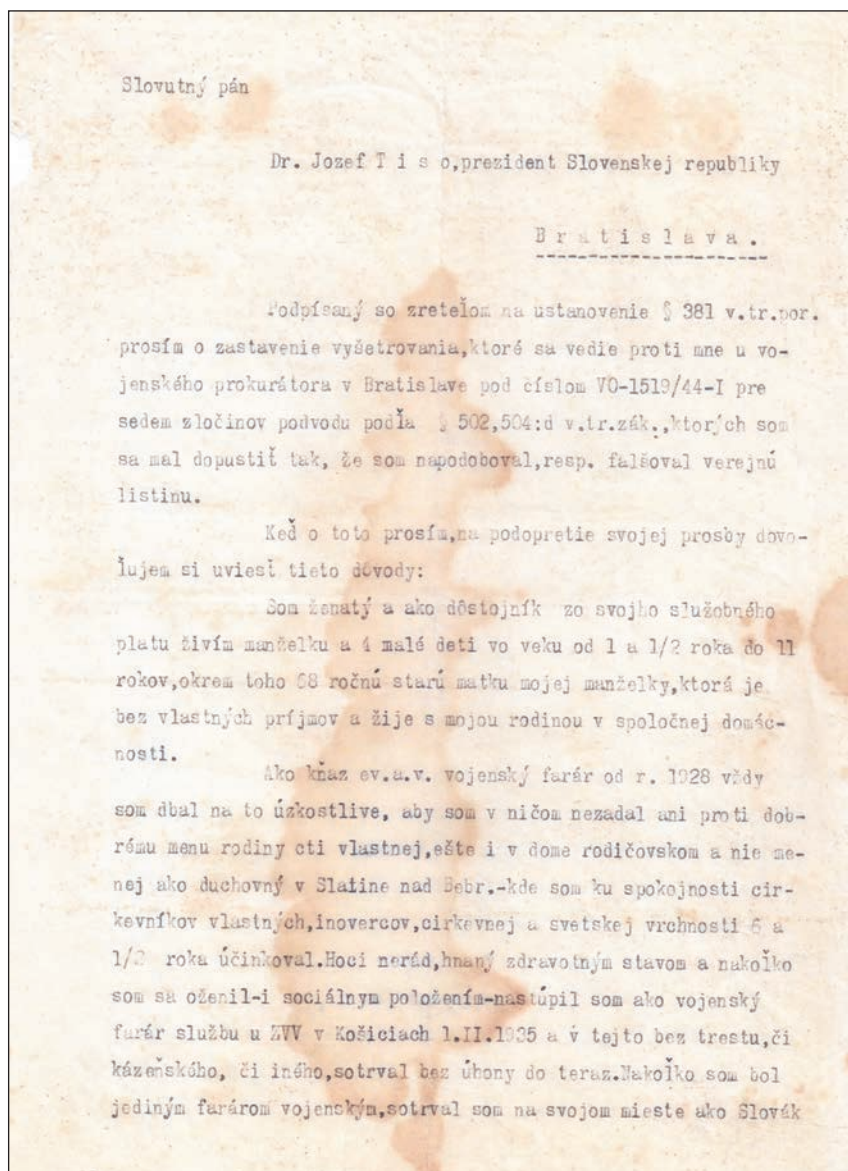 Slovutný pán
Dr. Jozef T i s o,prezident Slovenskej republiky
B r a t i s l a v a .
Podpísaný so zreteľom na ustanovenie § 381 v.tr.por.
prosím o zastavenie vyšetrovania,ktoré sa vedie proti mne u vo-
jenského prokurátora v Bratislave pod číslom VO-1519/44-I pre
sedem zločinov podvodu podľa § 502,504:d v.tr.zák.,ktorých som
sa mal dopustiť tak, že som napodoboval,resp. falšoval verejnú
listinu.
Keď o toto prosím,na podopretie svojej prosby dovo-
ľujem si uviesť tieto dôvody:
Som ženatý a ako dôstojník zo svojho služobného
platu živím manželku a 4 malé deti vo veku od 1 a 1/2 roka do 11
rokov,okrem toho 68 ročnú starú matku mojej manželky,ktorá je
bez vlastných príjmov a žije s mojou rodinou v spoločnej domác-
nosti.
Ako kňaz ev.a.v. vojenský farár od r. 1928 vždy
som dbal na to úzkostlive, aby som v ničom nezadal ani proti dob-
rému menu rodiny cti vlastnej,ešte i v dome rodičovskom a nie me-
nej ako duchovný v Slatine nad Bebr.-kde som ku spokojnosti cir-
kevníkov vlastných,inovercov,cirkevnej a svetskej vrchnosti 6 a
1/2 roka účinkoval.Hoci nerád,hnaný zdravotným stavom a nakoľko
som sa oženil-i sociálnym položením-nastúpil som ako vojenský
farár službu u ZVV v Košiciach 1.II.1935 a v tejto bez trestu,či
kázeňského, či iného,sotrval bez úhony do teraz.Nakoľko som bol
jediným farárom vojenským,sotrval som na svojom mieste ako Slovák